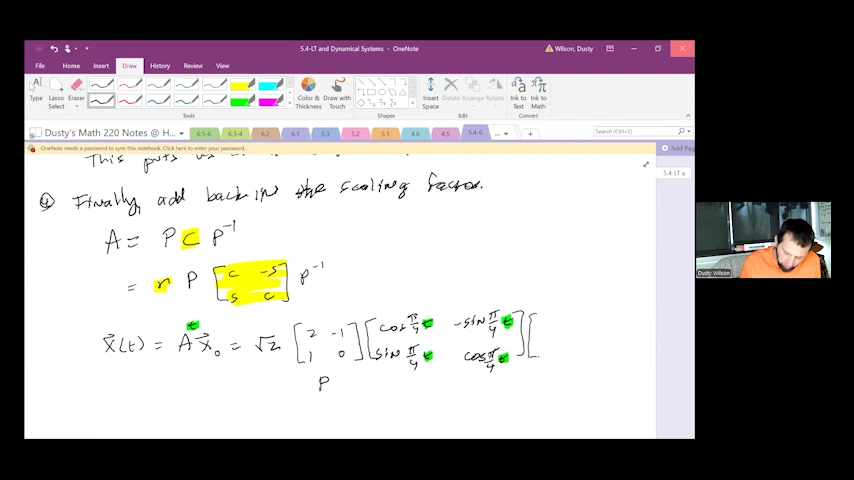 5.4-LT and Dynamical Systems - OneNote
Wilson, Dusty
File Home Insert Draw History Review View
Type Lasso Select Eraser
Color & Thickness Draw with Touch
Insert Space Delete Arrange Rotate
Ink to Text Ink to Math
Tools Shapes Edit Convert
Dusty's Math 220 Notes @ H... 6.5-6 6.3-4 6.2 6.1 5.3 5.2 5.1 4.6 4.5 5.4-6 Search (Ctrl+E)
OneNote needs a password to sync this notebook. Click here to enter your password.
Add Pag
5.4-LT a
This puts us
④ Finally, add back in the scaling factor.
A = P C P⁻¹
= r P [c -s; s c] P⁻¹
x⃗(t) = Aᵗ x⃗₀ = √2 [2 -1; 1 0] [cos π/4 t -sin π/4 t; sin π/4 t cos π/4 t] [
P
Dusty Wilson